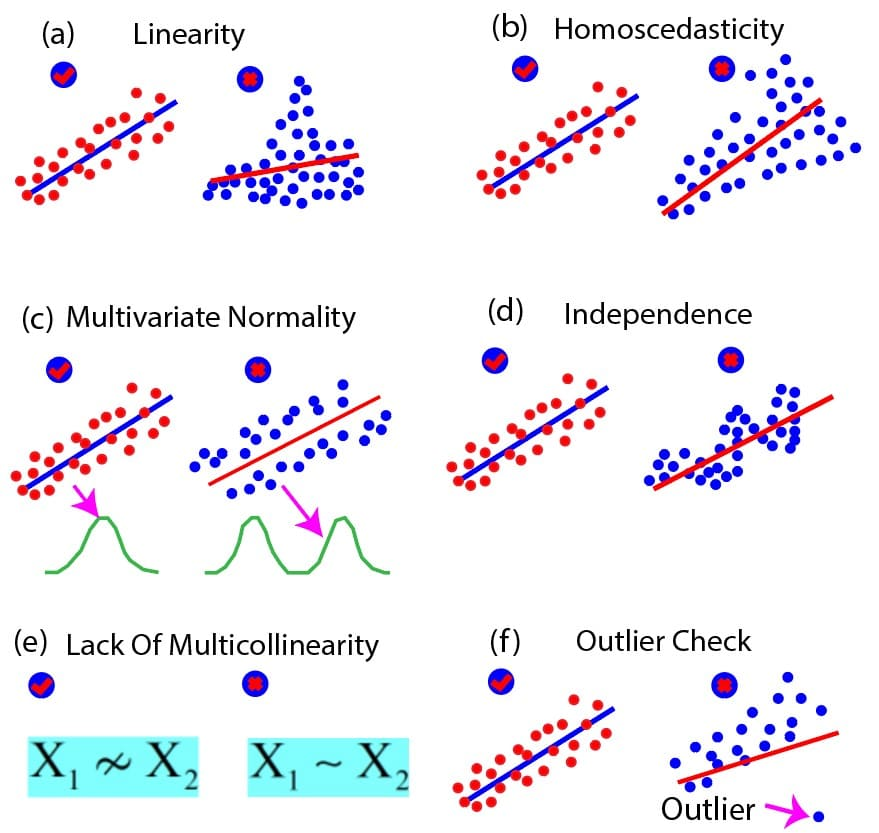 (a) Linearity
(b) Homoscedasticity
(c) Multivariate Normality
(d) Independence
(e) Lack Of Multicollinearity
X₁ ≁ X₂
X₁ ~ X₂
(f) Outlier Check
Outlier